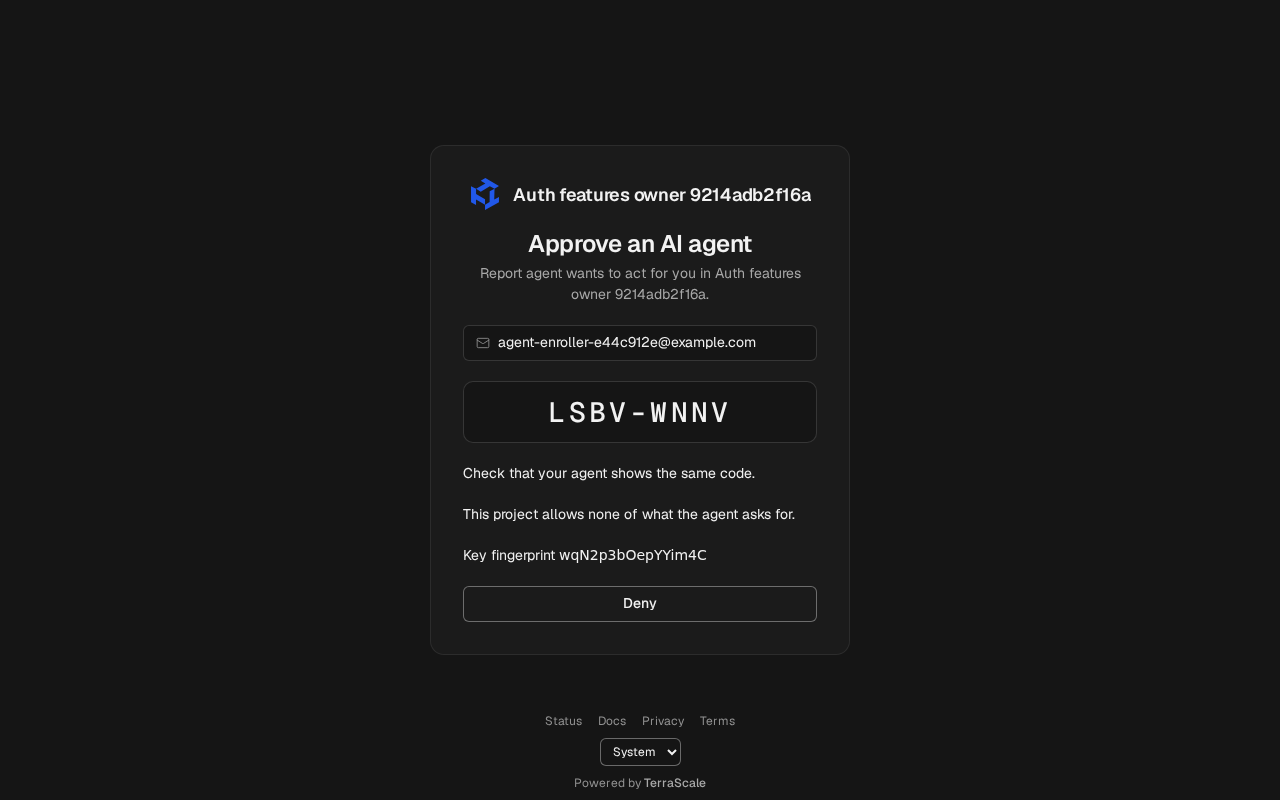 Auth features owner 9214adb2f16a
Approve an AI agent
Report agent wants to act for you in Auth features
owner 9214adb2f16a.
agent-enroller-e44c912e@example.com
LSBV-WNNV
Check that your agent shows the same code.
This project allows none of what the agent asks for.
Key fingerprint wqN2p3bOepYYim4C
Deny
Status Docs Privacy Terms
System
Powered by TerraScale